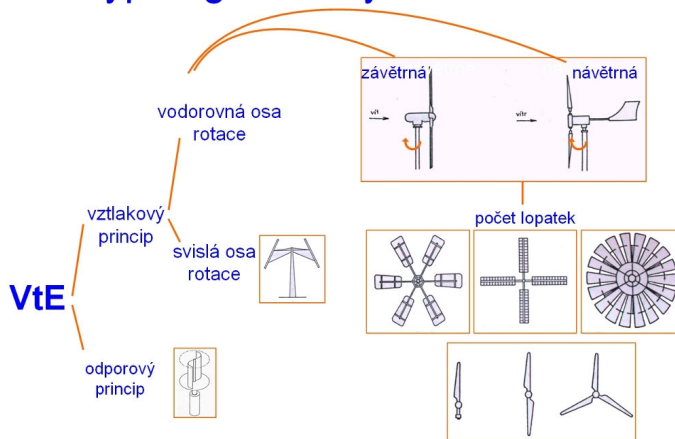 závětrná
návětrná
vítr
vítr
vodorovná osa
rotace
vztlakový
princip
počet lopatek
svislá osa
rotace
VtE
odporový
princip